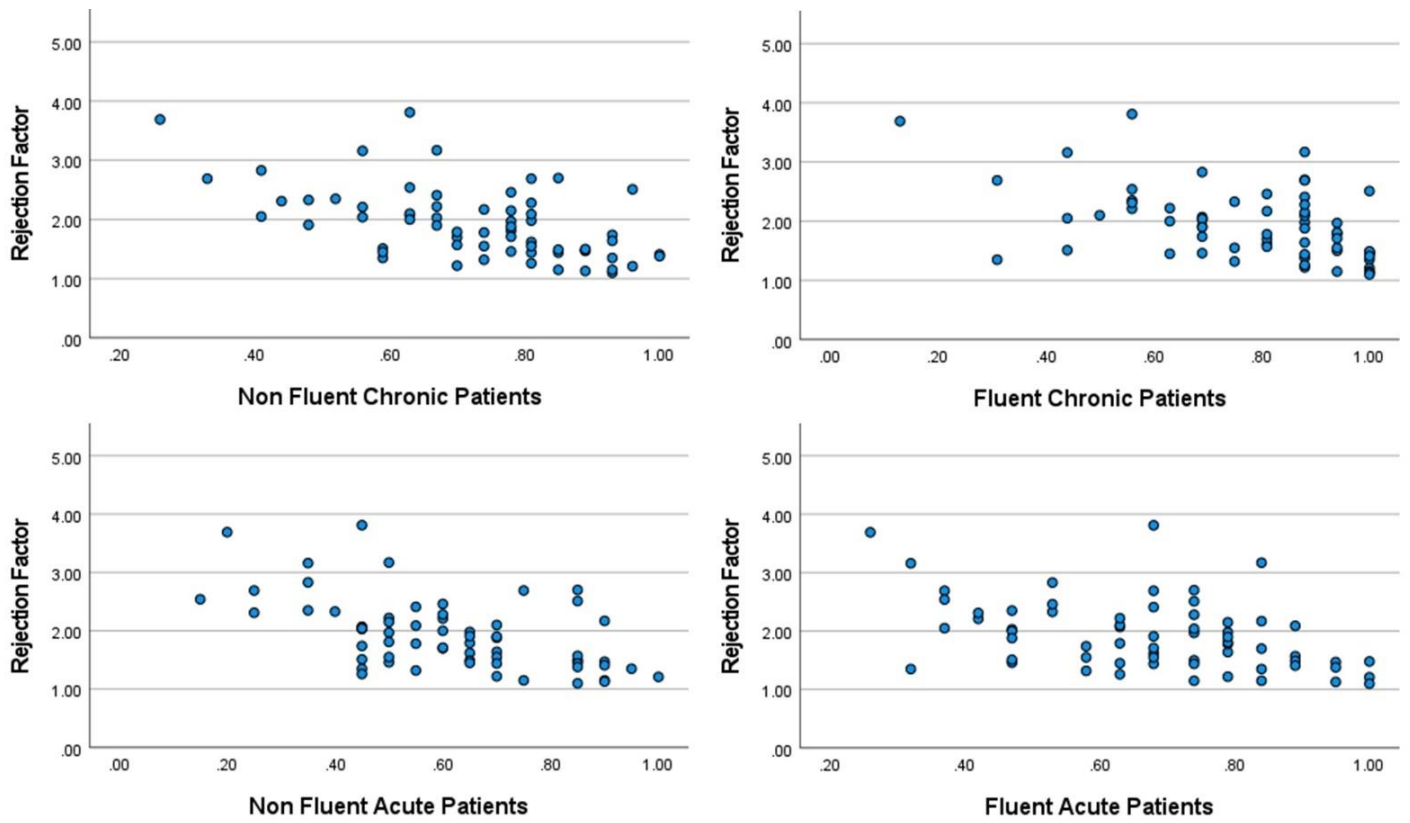 5.00
4.00
3.00
2.00
1.00
.00
Rejection Factor
.20 .40 .60 .80 1.00
Non Fluent Chronic Patients
5.00
4.00
3.00
2.00
1.00
.00
Rejection Factor
.00 .20 .40 .60 .80 1.00
Fluent Chronic Patients
5.00
4.00
3.00
2.00
1.00
.00
Rejection Factor
.00 .20 .40 .60 .80 1.00
Non Fluent Acute Patients
5.00
4.00
3.00
2.00
1.00
.00
Rejection Factor
.20 .40 .60 .80 1.00
Fluent Acute Patients